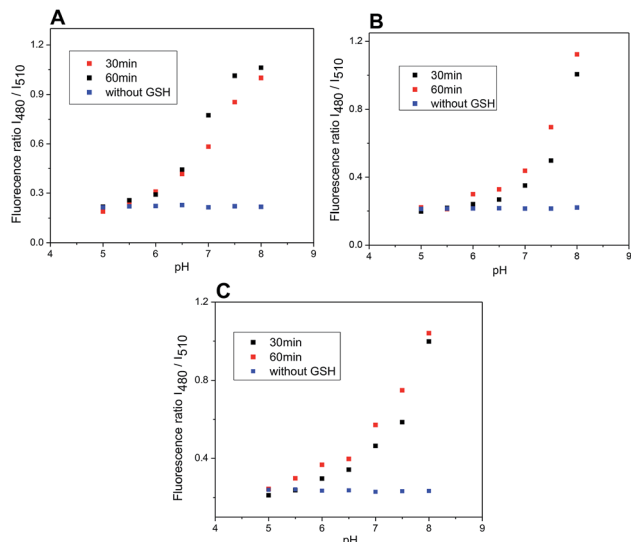 A
Fluorecence ratio I480 / I510
1.2
0.9
0.6
0.3
0.0
30min
60min
without GSH
4 5 6 7 8 9
pH
B
Fluorescence ratio I480 / I510
1.2
0.8
0.4
0.0
30min
60min
without GSH
4 5 6 7 8 9
pH
C
Fluorescence ratio I480 / I510
1.2
0.8
0.4
30min
60min
without GSH
4 5 6 7 8 9
pH